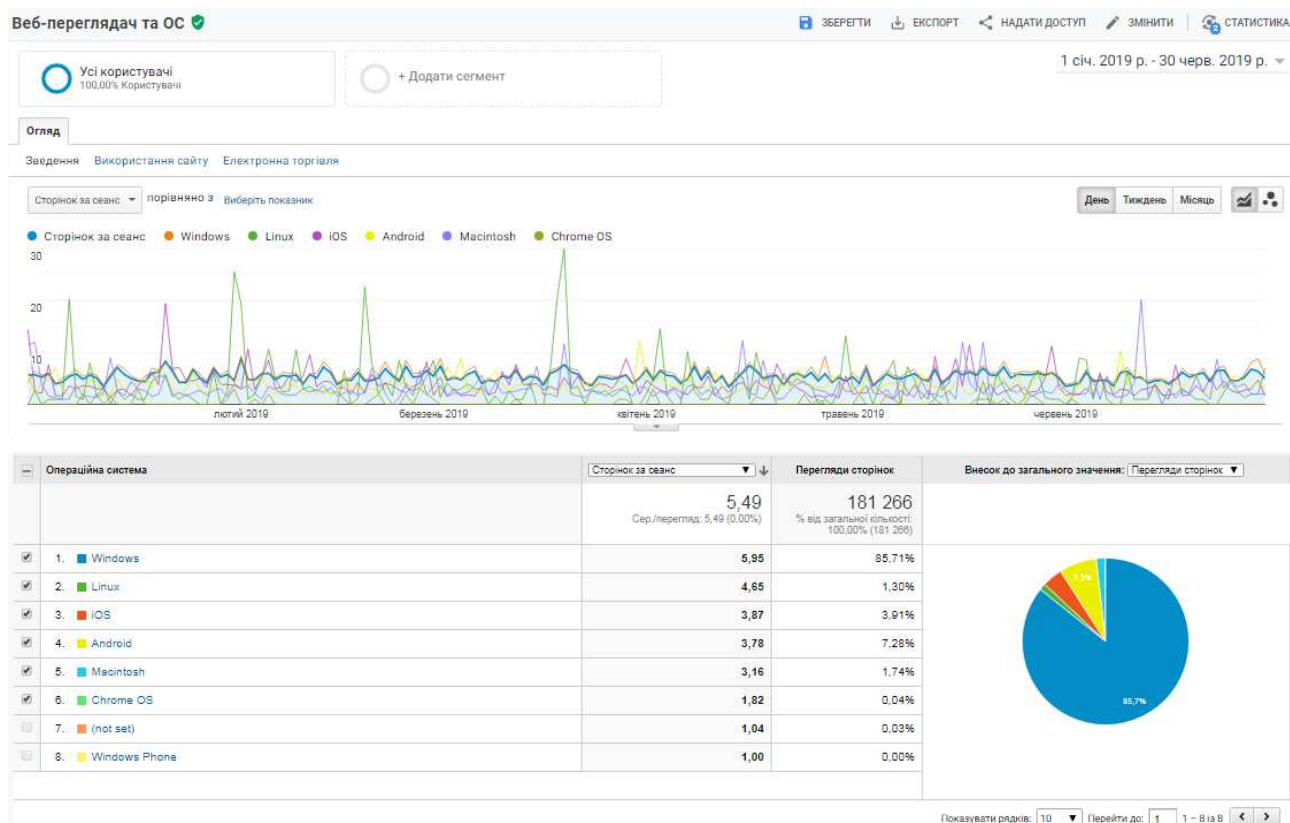 Веб-переглядач та ОС
ЗБЕРЕГТИ ЕКСПОРТ НАДАТИ ДОСТУП ЗМІНИТИ 2 СТАТИСТИКА
Усі користувачі
100,00% Користувачі
+ Додати сегмент
1 січ. 2019 р. - 30 черв. 2019 р.
Огляд
Зведення Використання сайту Електронна торгівля
Сторінок за сеанс порівняно з Виберіть показник День Тиждень Місяць
Сторінок за сеанс Windows Linux iOS Android Macintosh Chrome OS
30
20
10
лютий 2019 березень 2019 квітень 2019 травень 2019 червень 2019
Операційна система Сторінок за сеанс Перегляди сторінок Внесок до загального значення: Перегляди сторінок
5,49 181 266
Сер./перегляд: 5,49 (0,00%) % від загальної кількості:
100,00% (181 266)
1. Windows 5,95 85,71%
2. Linux 4,65 1,30%
3. iOS 3,87 3,91%
4. Android 3,78 7,28%
5. Macintosh 3,16 1,74%
6. Chrome OS 1,82 0,04%
7. (not set) 1,04 0,03%
8. Windows Phone 1,00 0,00%
7,3%
85,7%
Показувати рядків: 10 Перейти до: 1 1 – 8 із 8